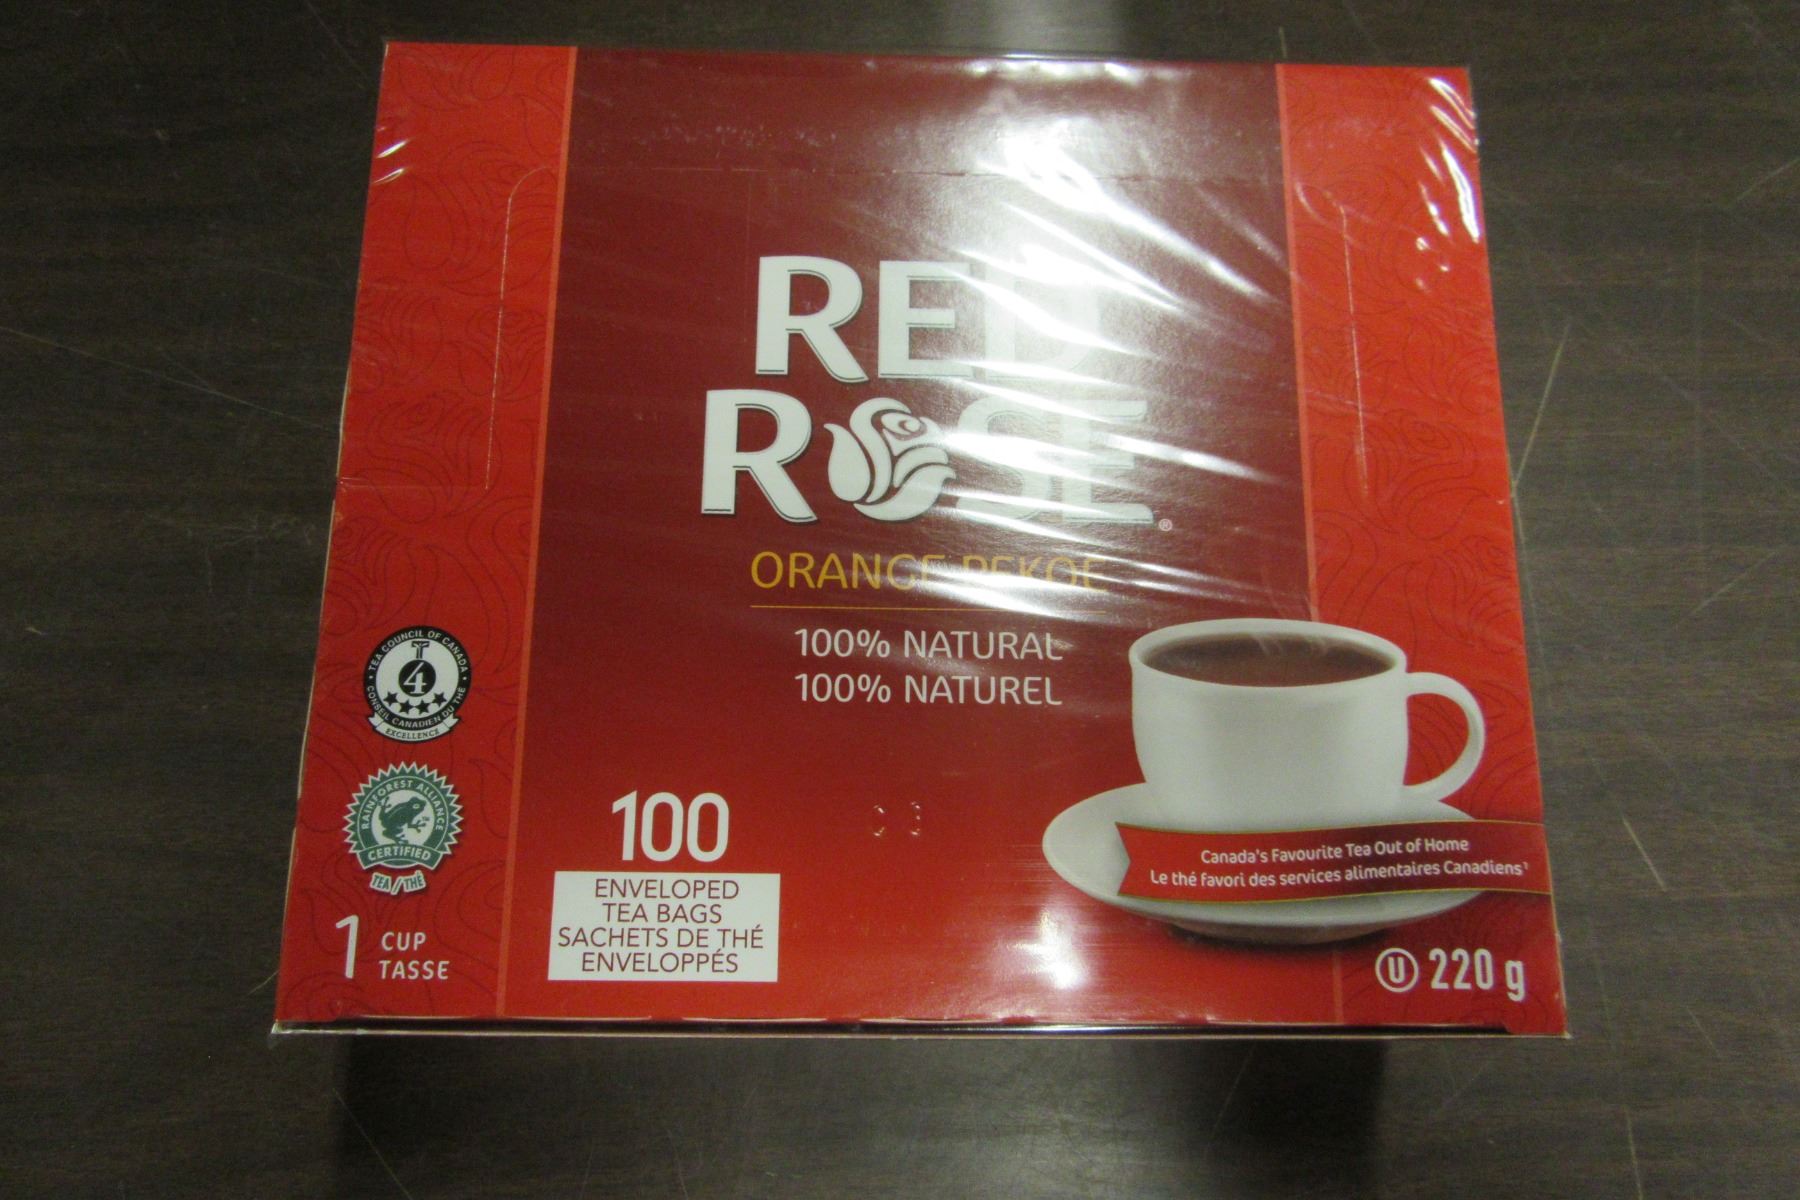 RED
ROSE®
ORANGE PEKOE
100% NATURAL
100% NATUREL
TEA COUNCIL OF CANADA
4
CONSEIL CANADIEN DU THÉ
EXCELLENCE
RAINFOREST ALLIANCE
CERTIFIED
TEA/THÉ
1 CUP
TASSE
100
ENVELOPED
TEA BAGS
SACHETS DE THÉ
ENVELOPPÉS
Canada's Favourite Tea Out of Home
Le thé favori des services alimentaires Canadiens
U 220 g